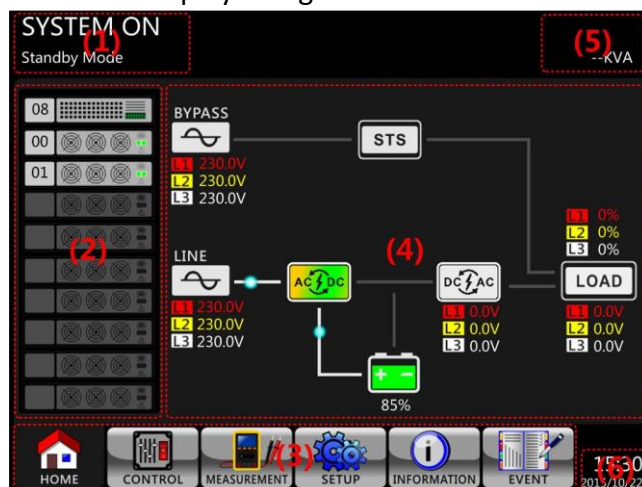 SYSTEM ON
Standby Mode
(1)
(5)
--KVA
08
00
01
(2)
BYPASS
L1 230.0V
L2 230.0V
L3 230.0V
STS
LINE
L1 230.0V
L2 230.0V
L3 230.0V
AC DC
(4)
DC AC
L1 0.0V
L2 0.0V
L3 0.0V
L1 0%
L2 0%
L3 0%
LOAD
L1 0.0V
L2 0.0V
L3 0.0V
+ -
85%
HOME
CONTROL
MEASUREMENT
(3)
SETUP
INFORMATION
EVENT
15:30
(6)